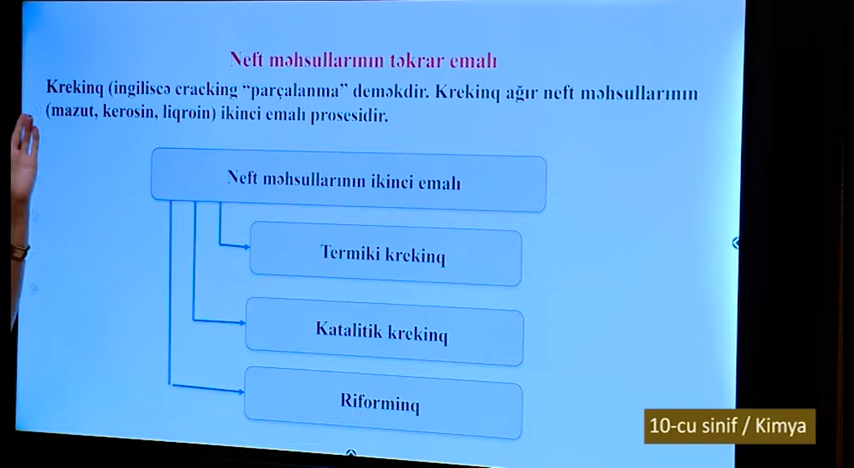 Neft məhsullarının təkrar emalı
Krekinq (ingiliscə cracking “parçalanma” deməkdir. Krekinq ağır neft məhsullarının
(mazut, kerosin, liqroin) ikinci emalı prosesidir.
Neft məhsullarının ikinci emalı
Termiki krekinq
Katalitik krekinq
Riforminq
10-cu sinif / Kimya